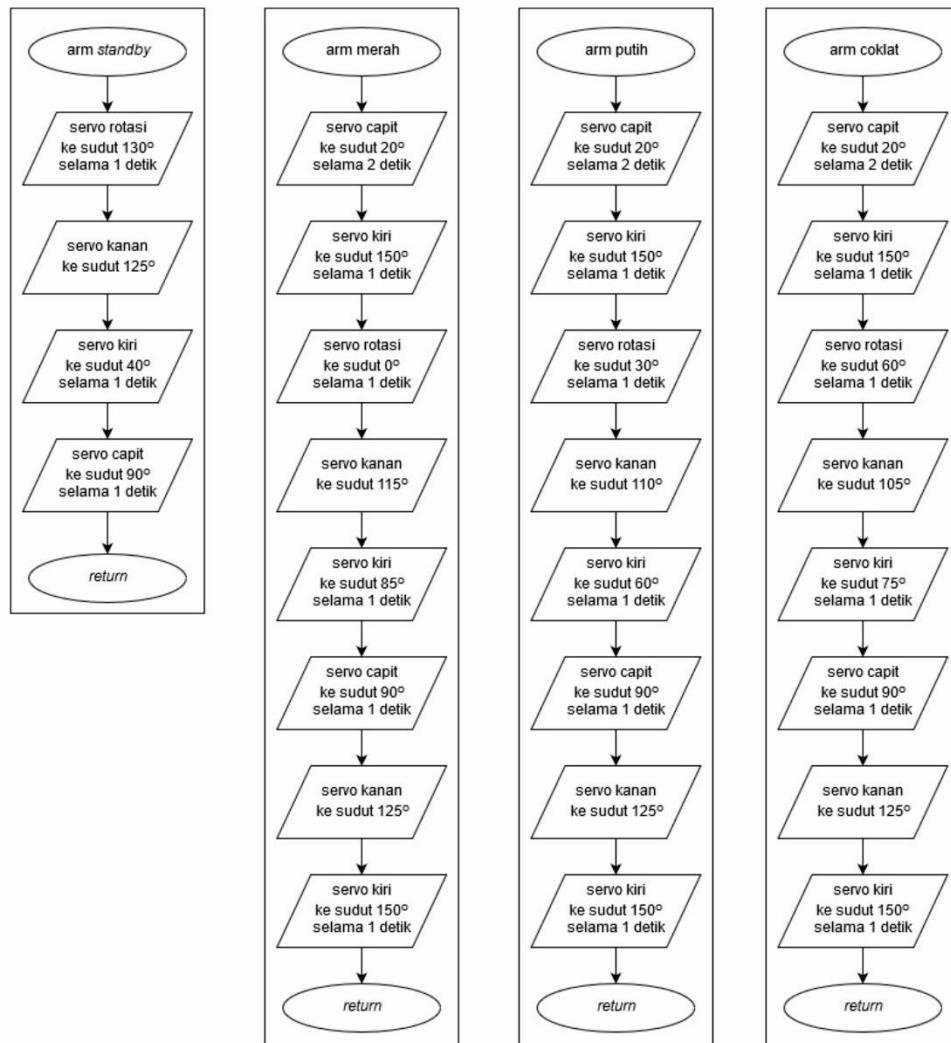 arm standby
servo rotasi
ke sudut 130°
selama 1 detik
servo kanan
ke sudut 125°
servo kiri
ke sudut 40°
selama 1 detik
servo capit
ke sudut 90°
selama 1 detik
return
arm merah
servo capit
ke sudut 20°
selama 2 detik
servo kiri
ke sudut 150°
selama 1 detik
servo rotasi
ke sudut 0°
selama 1 detik
servo kanan
ke sudut 115°
servo kiri
ke sudut 85°
selama 1 detik
servo capit
ke sudut 90°
selama 1 detik
servo kanan
ke sudut 125°
servo kiri
ke sudut 150°
selama 1 detik
return
arm putih
servo capit
ke sudut 20°
selama 2 detik
servo kiri
ke sudut 150°
selama 1 detik
servo rotasi
ke sudut 30°
selama 1 detik
servo kanan
ke sudut 110°
servo kiri
ke sudut 60°
selama 1 detik
servo capit
ke sudut 90°
selama 1 detik
servo kanan
ke sudut 125°
servo kiri
ke sudut 150°
selama 1 detik
return
arm coklat
servo capit
ke sudut 20°
selama 2 detik
servo kiri
ke sudut 150°
selama 1 detik
servo rotasi
ke sudut 60°
selama 1 detik
servo kanan
ke sudut 105°
servo kiri
ke sudut 75°
selama 1 detik
servo capit
ke sudut 90°
selama 1 detik
servo kanan
ke sudut 125°
servo kiri
ke sudut 150°
selama 1 detik
return